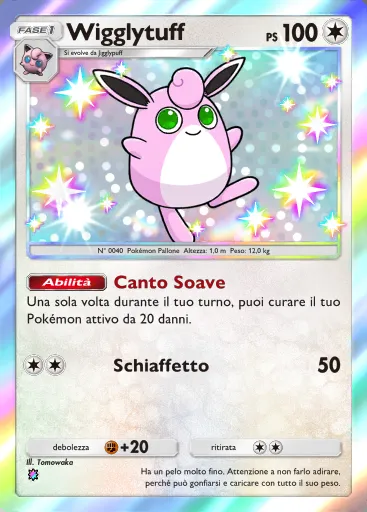 FASE 1
Wigglytuff
PS 100
Si evolve da Jigglypuff
N° 0040 Pokémon Pallone Altezza: 1,0 m Peso: 12,0 kg
Abilità Canto Soave
Una sola volta durante il tuo turno, puoi curare il tuo
Pokémon attivo da 20 danni.
Schiaffetto 50
debolezza +20 ritirata
Ill. Tomowaka
Ha un pelo molto fino. Attenzione a non farlo adirare,
perché può gonfiarsi e caricare con tutto il suo peso.